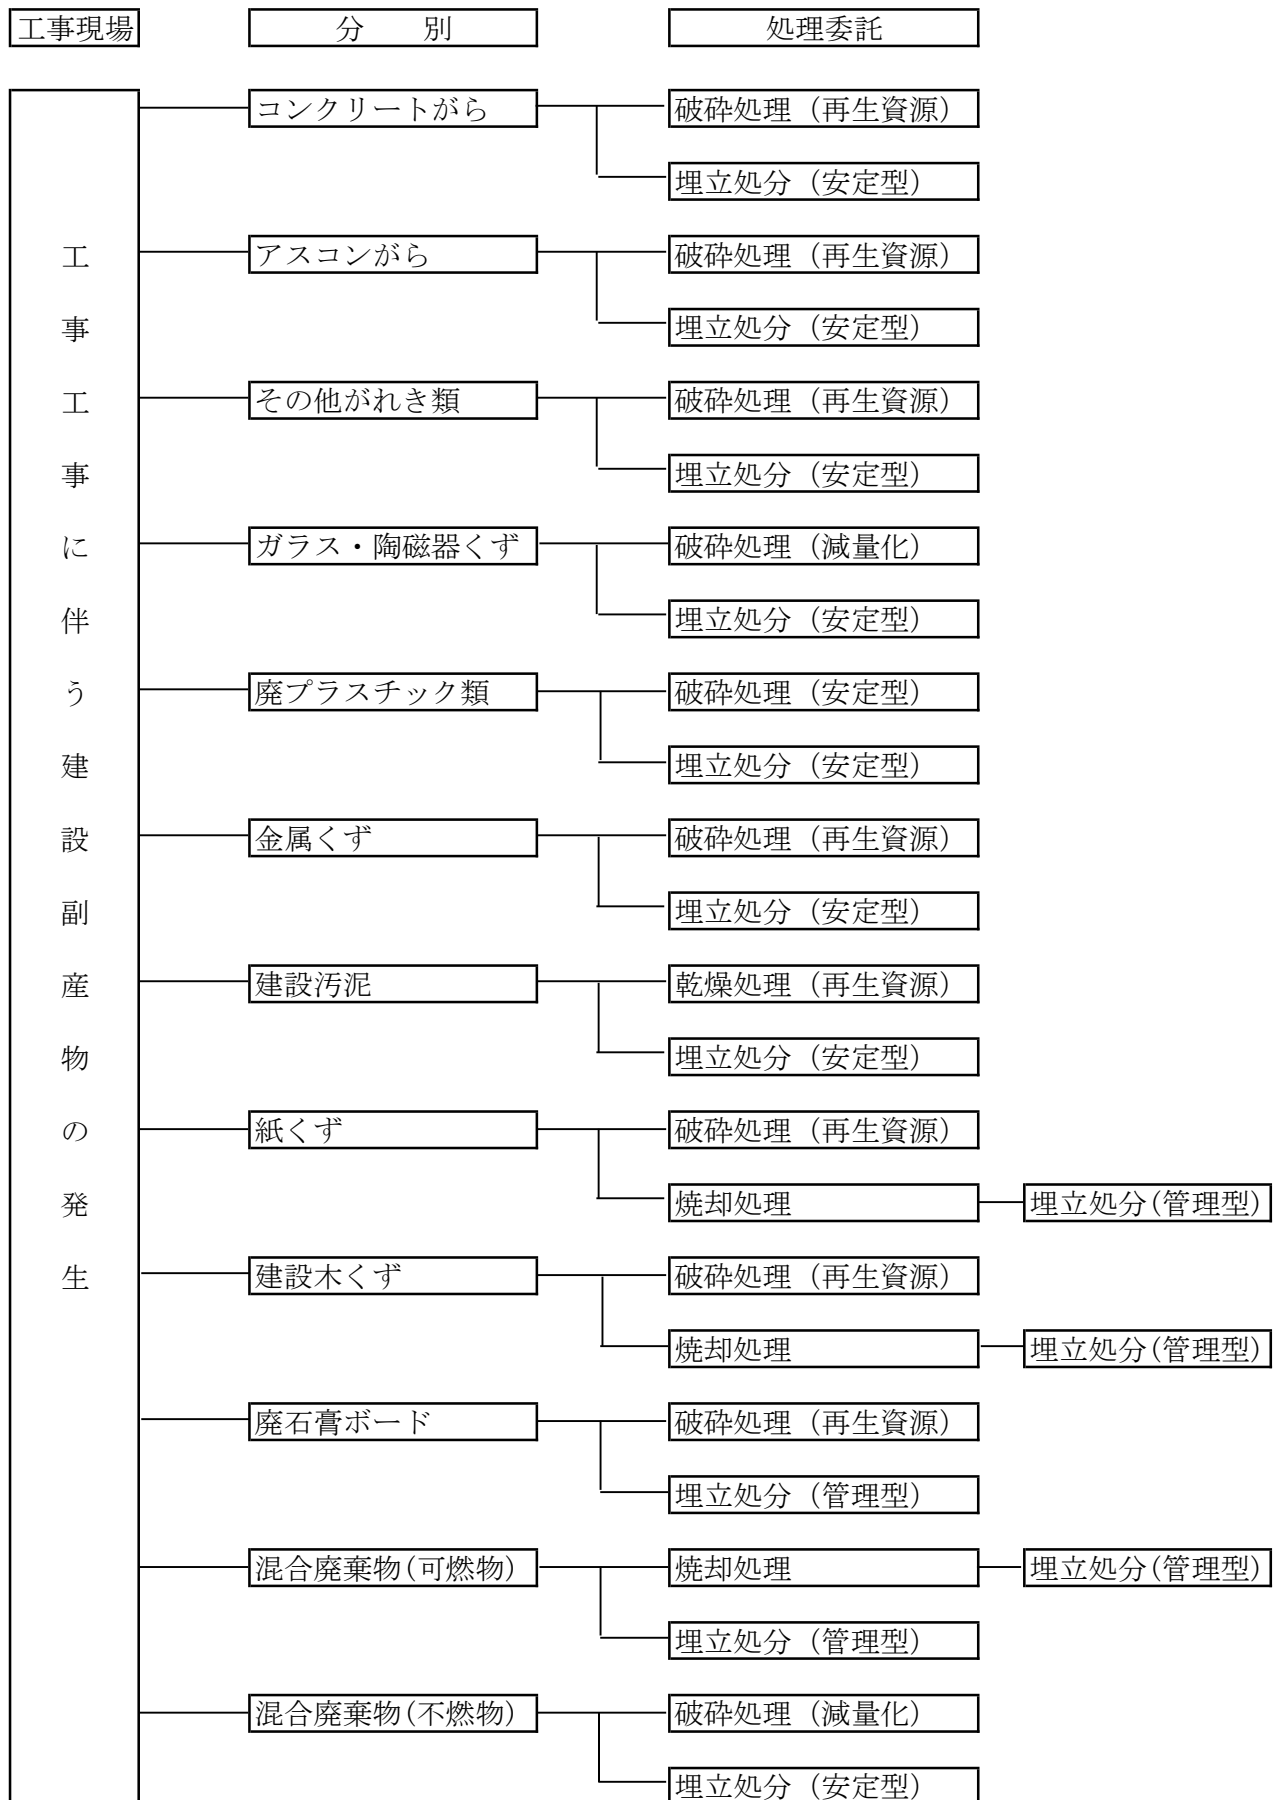 工事現場
分　　別
処理委託
工事工事に伴う建設副産物の発生
コンクリートがら
破砕処理（再生資源）
埋立処分（安定型）
アスコンがら
破砕処理（再生資源）
埋立処分（安定型）
その他がれき類
破砕処理（再生資源）
埋立処分（安定型）
ガラス・陶磁器くず
破砕処理（減量化）
埋立処分（安定型）
廃プラスチック類
破砕処理（安定型）
埋立処分（安定型）
金属くず
破砕処理（再生資源）
埋立処分（安定型）
建設汚泥
乾燥処理（再生資源）
埋立処分（安定型）
紙くず
破砕処理（再生資源）
焼却処理
埋立処分(管理型)
建設木くず
破砕処理（再生資源）
焼却処理
埋立処分(管理型)
廃石膏ボード
破砕処理（再生資源）
埋立処分（管理型）
混合廃棄物(可燃物)
焼却処理
埋立処分(管理型)
埋立処分（管理型）
混合廃棄物(不燃物)
破砕処理（減量化）
埋立処分（安定型）